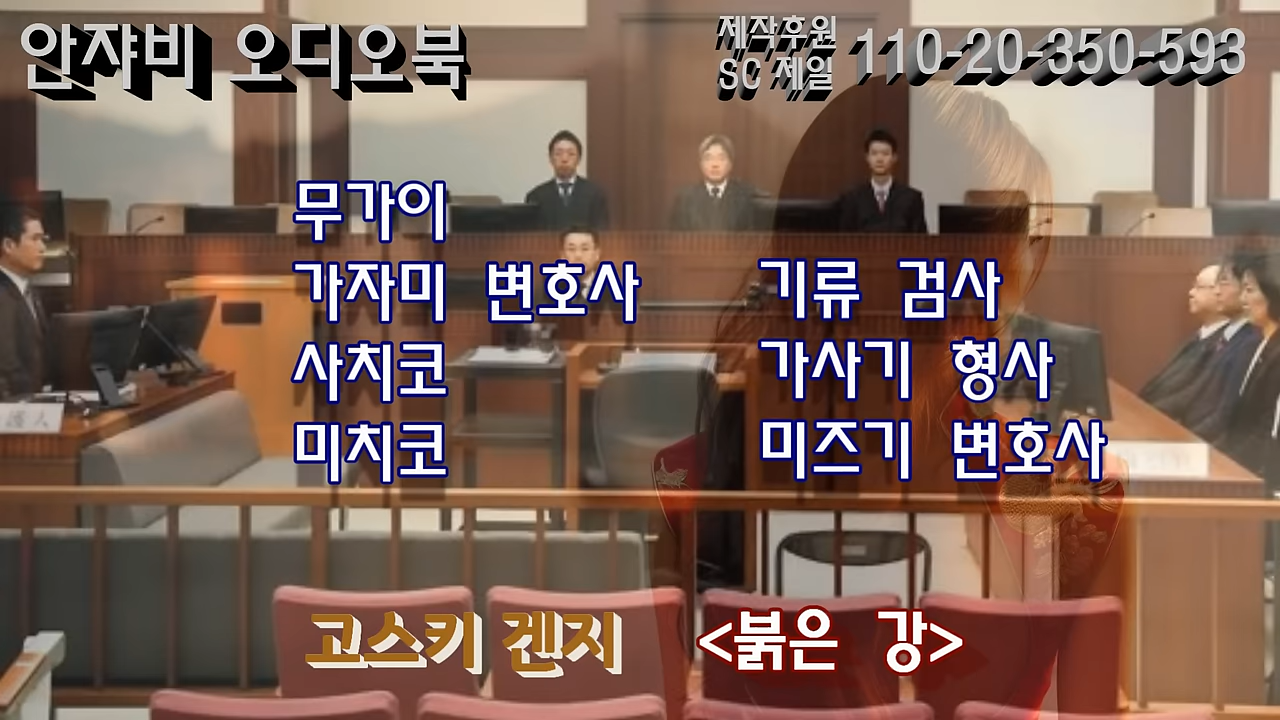 안쟈비 오디오북
제작후원
SC 제일
110-20-350-593
무가이
가자미 변호사
사치코
미치코
기류 검사
가사기 형사
미즈기 변호사
고스키 겐지
<붉은 강>